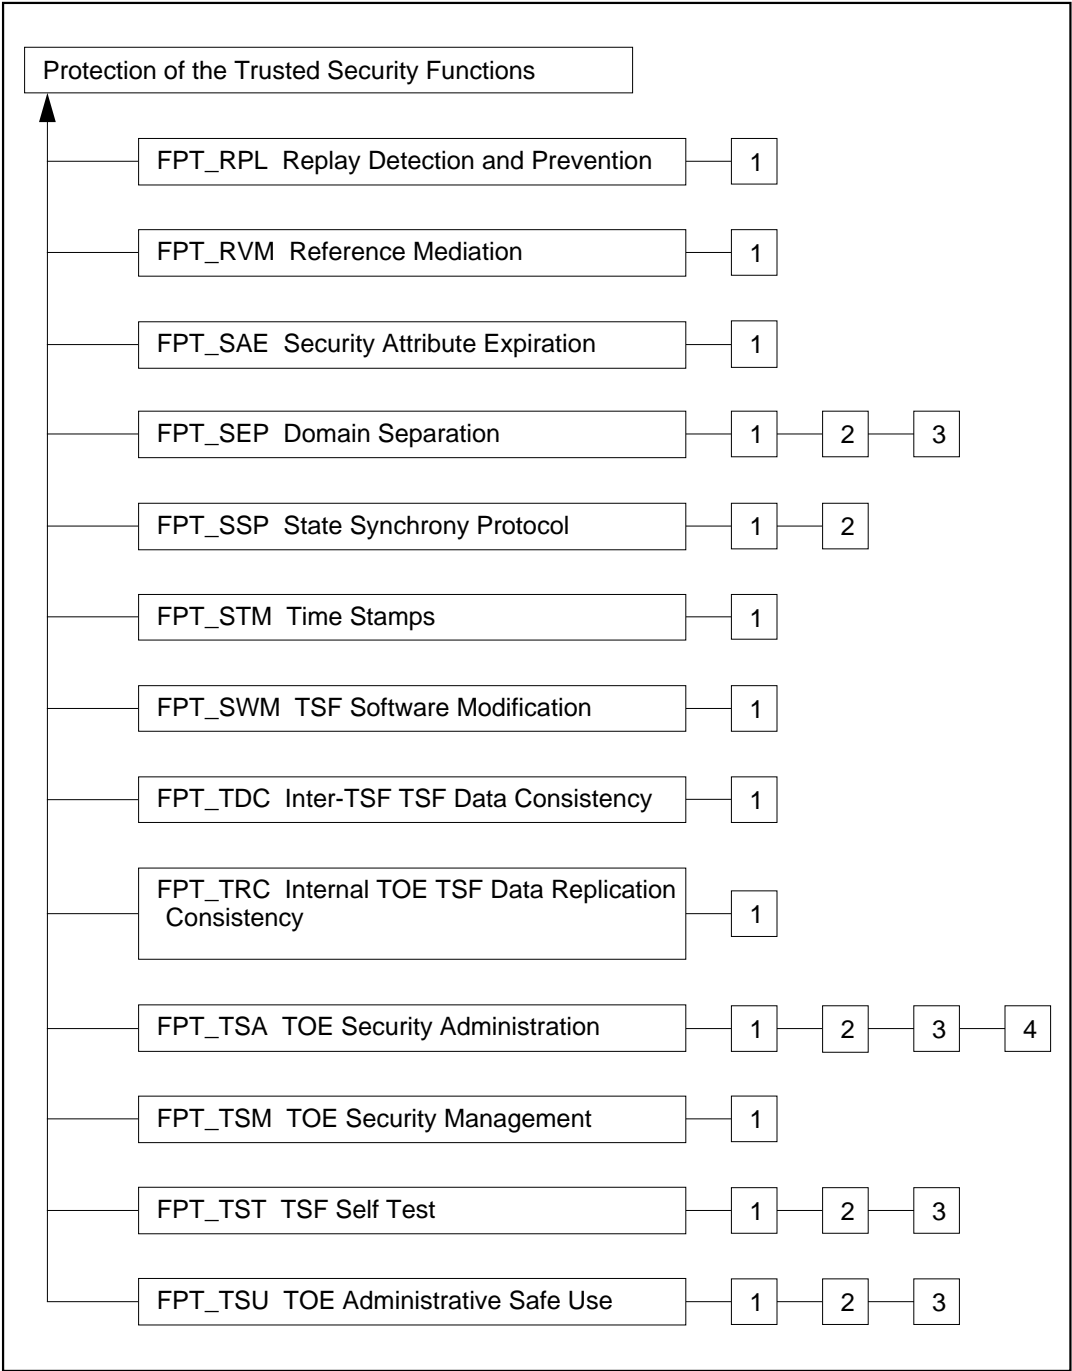 Protection of the Trusted Security Functions
FPT_RPL Replay Detection and Prevention 1
FPT_RVM Reference Mediation 1
FPT_SAE Security Attribute Expiration 1
FPT_SEP Domain Separation 1 2 3
FPT_SSP State Synchrony Protocol 1 2
FPT_STM Time Stamps 1
FPT_SWM TSF Software Modification 1
FPT_TDC Inter-TSF TSF Data Consistency 1
FPT_TRC Internal TOE TSF Data Replication
Consistency 1
FPT_TSA TOE Security Administration 1 2 3 4
FPT_TSM TOE Security Management 1
FPT_TST TSF Self Test 1 2 3
FPT_TSU TOE Administrative Safe Use 1 2 3